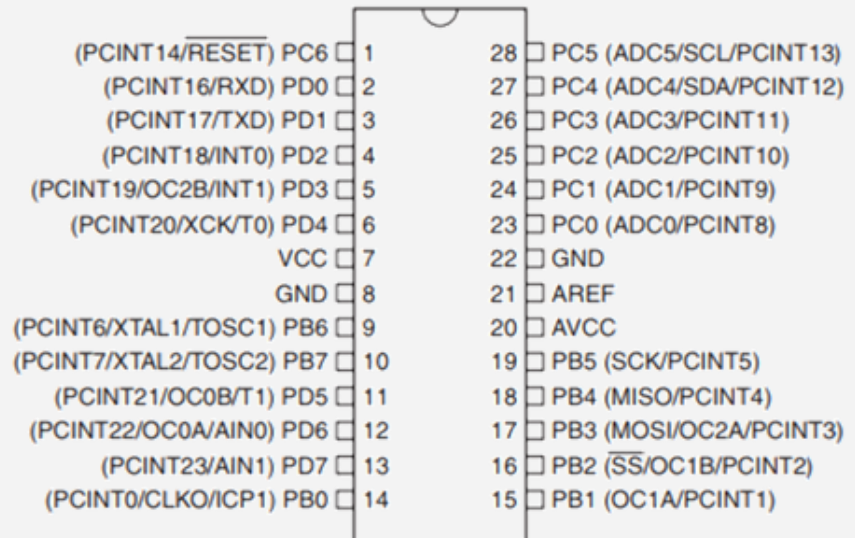 (PCINT14/RESET) PC6 1 28 PC5 (ADC5/SCL/PCINT13)
(PCINT16/RXD) PD0 2 27 PC4 (ADC4/SDA/PCINT12)
(PCINT17/TXD) PD1 3 26 PC3 (ADC3/PCINT11)
(PCINT18/INT0) PD2 4 25 PC2 (ADC2/PCINT10)
(PCINT19/OC2B/INT1) PD3 5 24 PC1 (ADC1/PCINT9)
(PCINT20/XCK/T0) PD4 6 23 PC0 (ADC0/PCINT8)
VCC 7 22 GND
GND 8 21 AREF
(PCINT6/XTAL1/TOSC1) PB6 9 20 AVCC
(PCINT7/XTAL2/TOSC2) PB7 10 19 PB5 (SCK/PCINT5)
(PCINT21/OC0B/T1) PD5 11 18 PB4 (MISO/PCINT4)
(PCINT22/OC0A/AIN0) PD6 12 17 PB3 (MOSI/OC2A/PCINT3)
(PCINT23/AIN1) PD7 13 16 PB2 (SS/OC1B/PCINT2)
(PCINT0/CLKO/ICP1) PB0 14 15 PB1 (OC1A/PCINT1)